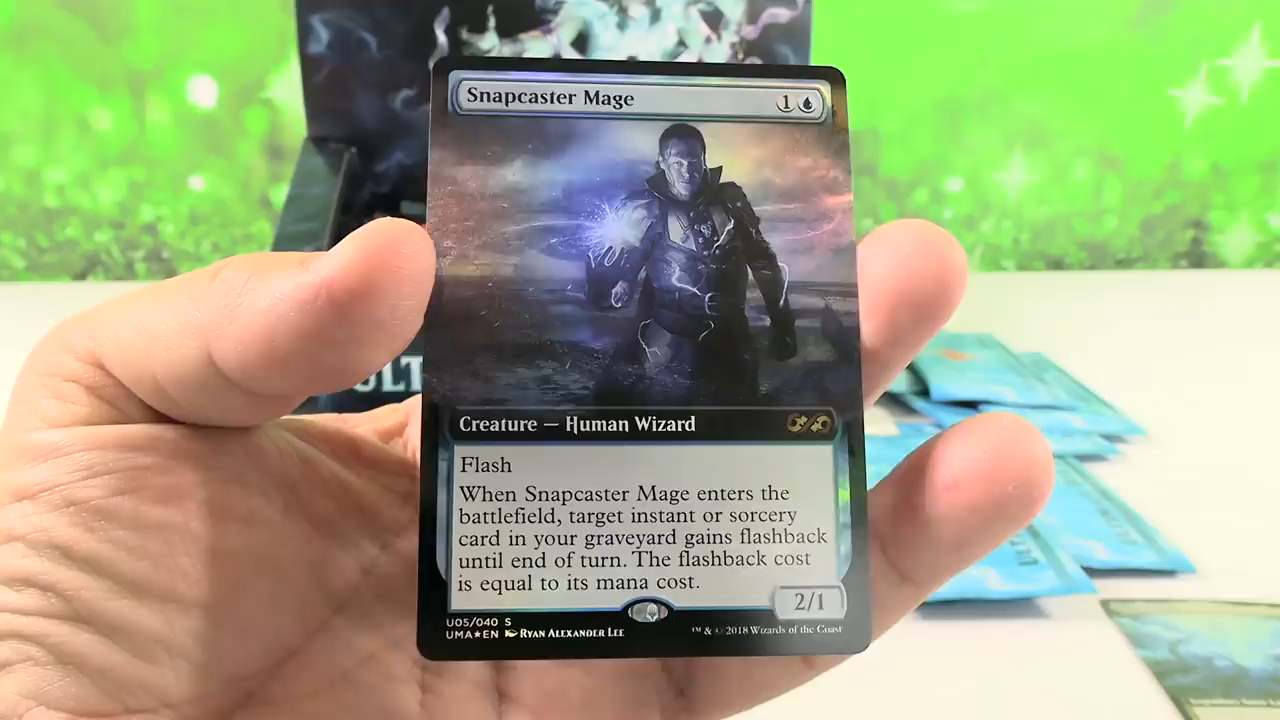 Snapcaster Mage 1
ULT
Creature — Human Wizard
Flash
When Snapcaster Mage enters the
battlefield, target instant or sorcery
card in your graveyard gains flashback
until end of turn. The flashback cost
is equal to its mana cost.
2/1
U05/040 S
UMA★EN Ryan Alexander Lee
™ & © 2018 Wizards of the Coast